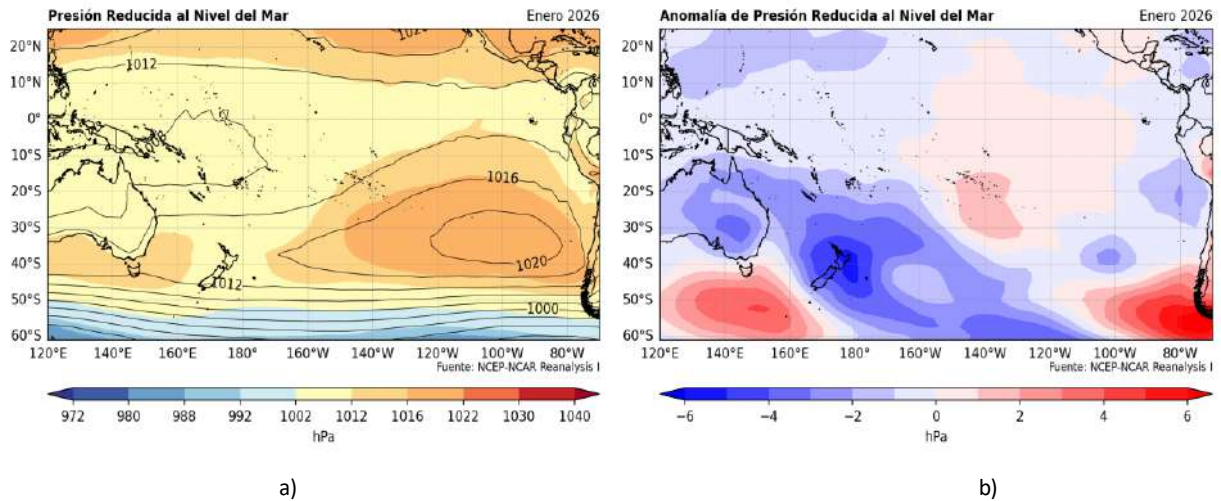 Presión Reducida al Nivel del Mar Enero 2026
20°N
10°N
0°
10°S
20°S
30°S
40°S
50°S
60°S
1012
1016
1020
1012
1000
120°E 140°E 160°E 180° 160°W 140°W 120°W 100°W 80°W
Fuente: NCEP-NCAR Reanalysis I
972 980 988 992 1002 1012 1016 1022 1030 1040
hPa
a)
Anomalía de Presión Reducida al Nivel del Mar Enero 2026
20°N
10°N
0°
10°S
20°S
30°S
40°S
50°S
60°S
120°E 140°E 160°E 180° 160°W 140°W 120°W 100°W 80°W
Fuente: NCEP-NCAR Reanalysis I
−6 −4 −2 0 2 4 6
hPa
b)